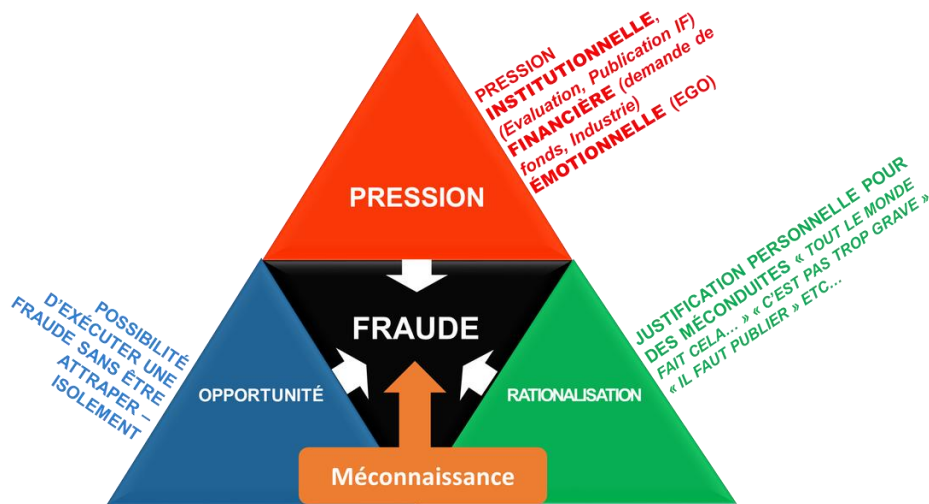 PRESSION
INSTITUTIONNELLE,
(Evaluation, Publication IF)
FINANCIÈRE (demande de
fonds, Industrie)
ÉMOTIONNELLE (EGO)
PRESSION
JUSTIFICATION PERSONNELLE POUR
DES MÉCONDUITES « TOUT LE MONDE
FAIT CELA... » « C'EST PAS TROP GRAVE »
« IL FAUT PUBLIER » ETC...
POSSIBILITÉ
D'EXÉCUTER UNE
FRAUDE SANS ÊTRE
ATTRAPER –
ISOLEMENT
FRAUDE
OPPORTUNITÉ
RATIONALISATION
Méconnaissance